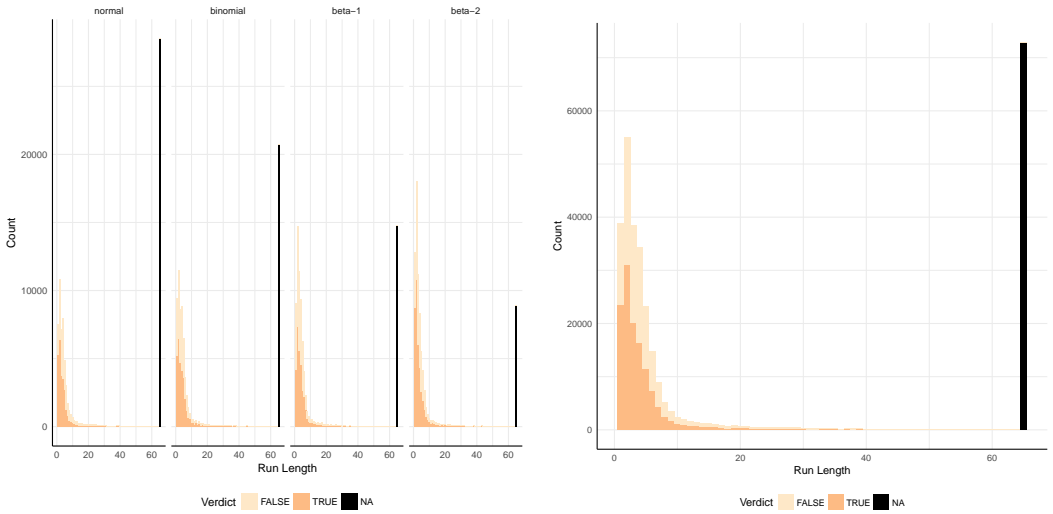 normal binomial beta-1 beta-2
20000
10000
0
Count
0 20 40 60 0 20 40 60 0 20 40 60 0 20 40 60
Run Length
Verdict FALSE TRUE NA
60000
40000
20000
0
Count
0 20 40 60
Run Length
Verdict FALSE TRUE NA